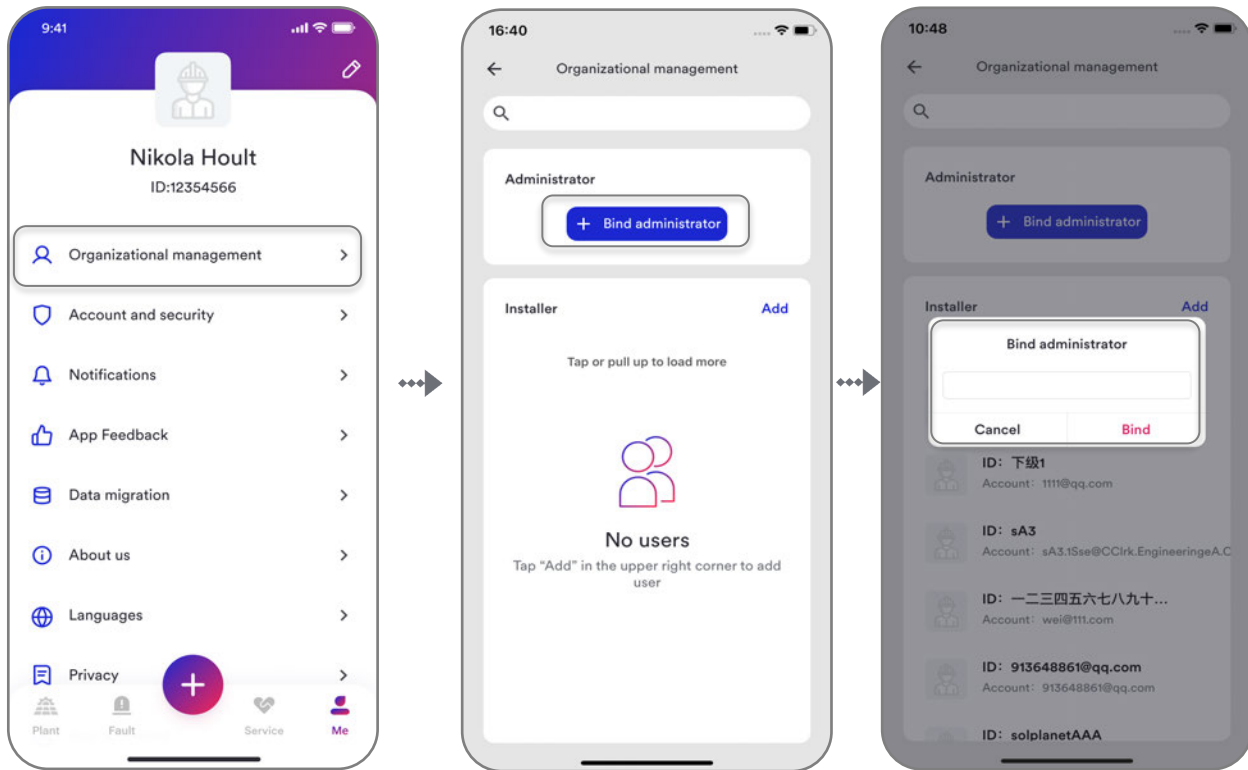 9:41
Nikola Hoult
ID:12354566
Organizational management
Account and security
Notifications
App Feedback
Data migration
About us
Languages
Privacy
Plant
Fault
Service
Me
16:40
Organizational management
Administrator
+ Bind administrator
Installer
Add
Tap or pull up to load more
No users
Tap “Add” in the upper right corner to add
user
10:48
Organizational management
Administrator
+ Bind administrator
Installer
Add
Bind administrator
Cancel
Bind
ID: 下级1
Account: 1111@qq.com
ID: sA3
Account: sA3.1Sse@CCIrk.EngineeringeA.C
ID: 一二三四五六七八九十...
Account: wei@111.com
ID: 913648861@qq.com
Account: 913648861@qq.com
ID: solplanetAAA